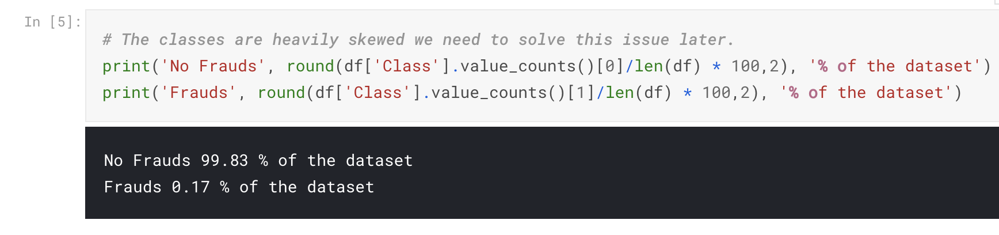 In [5]:
# The classes are heavily skewed we need to solve this issue later.
print('No Frauds', round(df['Class'].value_counts()[0]/len(df) * 100,2), '% of the dataset')
print('Frauds', round(df['Class'].value_counts()[1]/len(df) * 100,2), '% of the dataset')
No Frauds 99.83 % of the dataset
Frauds 0.17 % of the dataset